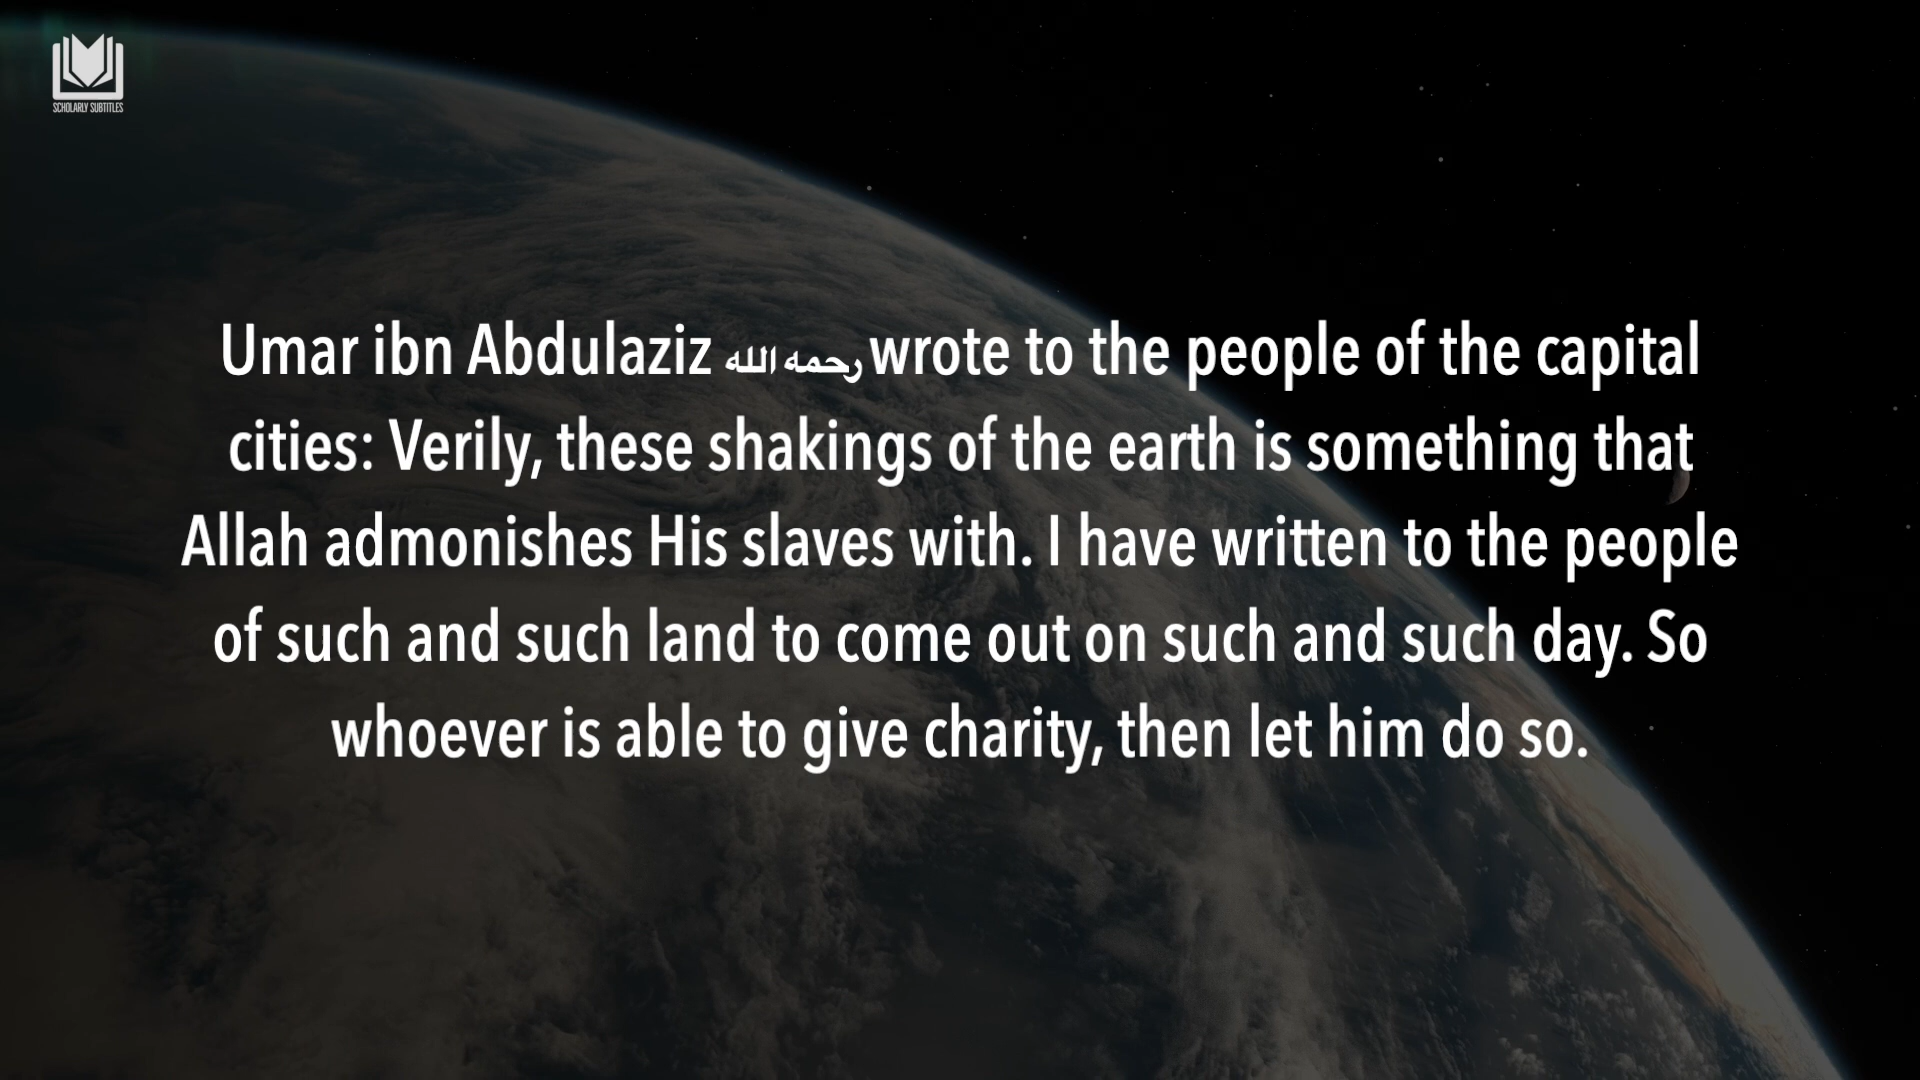 SCHOLARLY SUBTITLES
Umar ibn Abdulaziz رحمه الله wrote to the people of the capital
cities: Verily, these shakings of the earth is something that
Allah admonishes His slaves with. I have written to the people
of such and such land to come out on such and such day. So
whoever is able to give charity, then let him do so.